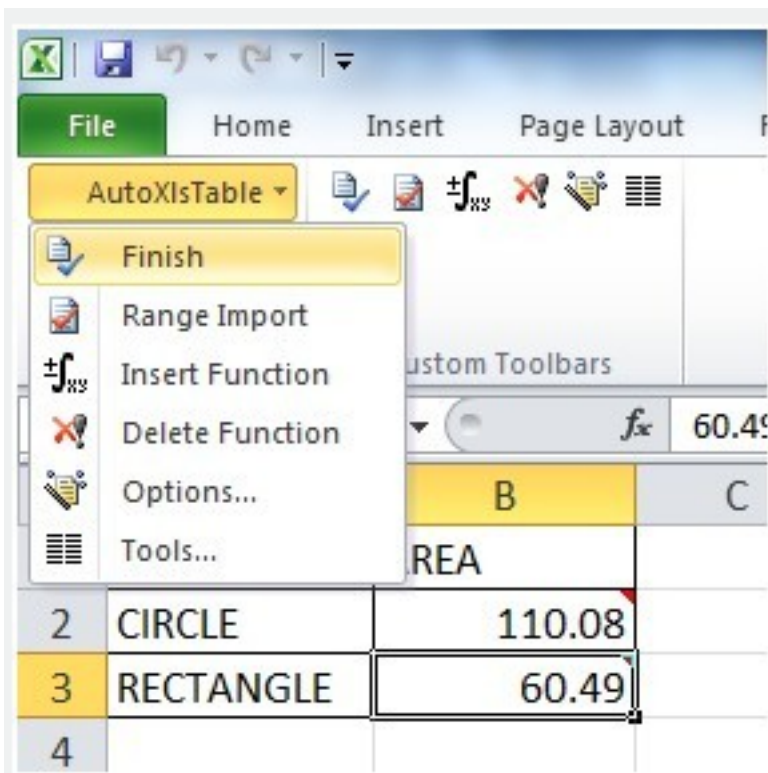 File Home Insert Page Layout
AutoXlsTable
Finish
Range Import
Insert Function
Delete Function
Options...
Tools...
ustom Toolbars
fx 60.49
B C
REA
2 CIRCLE 110.08
3 RECTANGLE 60.49
4